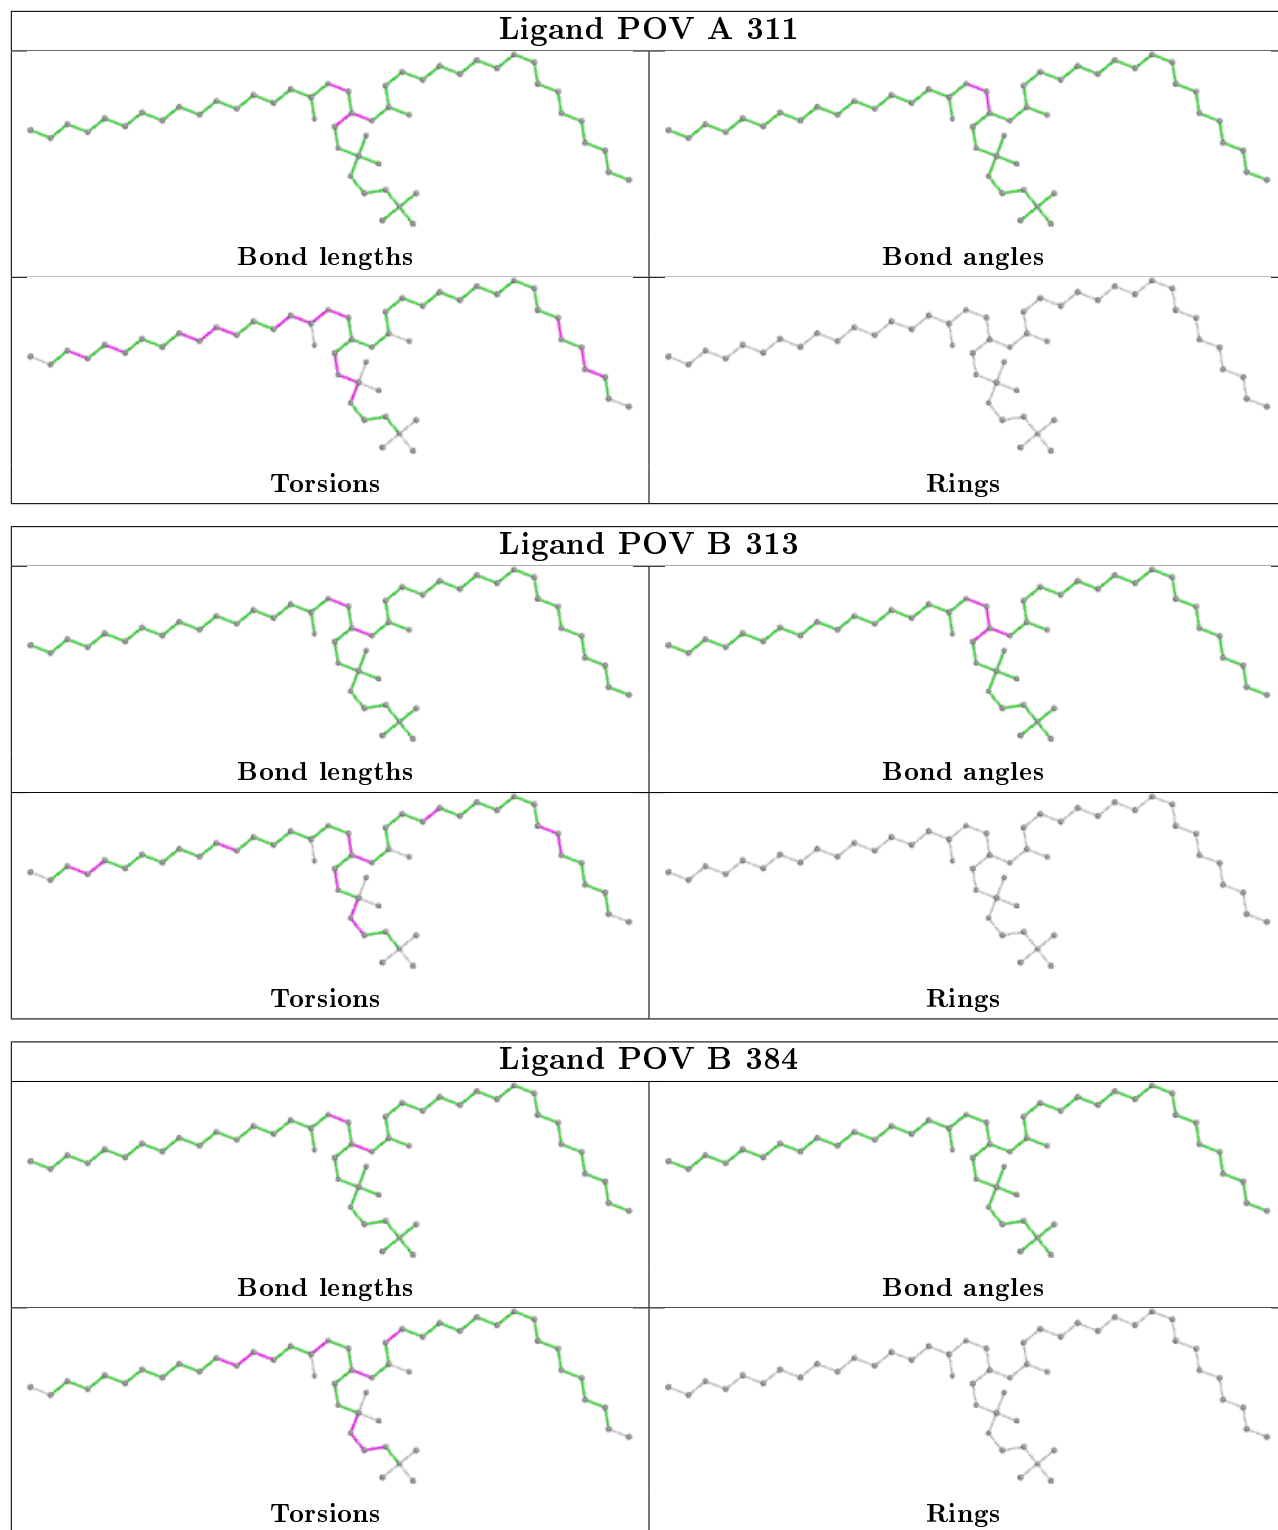 Ligand POV A 311
Bond lengths
Bond angles
Torsions
Rings
Ligand POV B 313
Bond lengths
Bond angles
Torsions
Rings
Ligand POV B 384
Bond lengths
Bond angles
Torsions
Rings